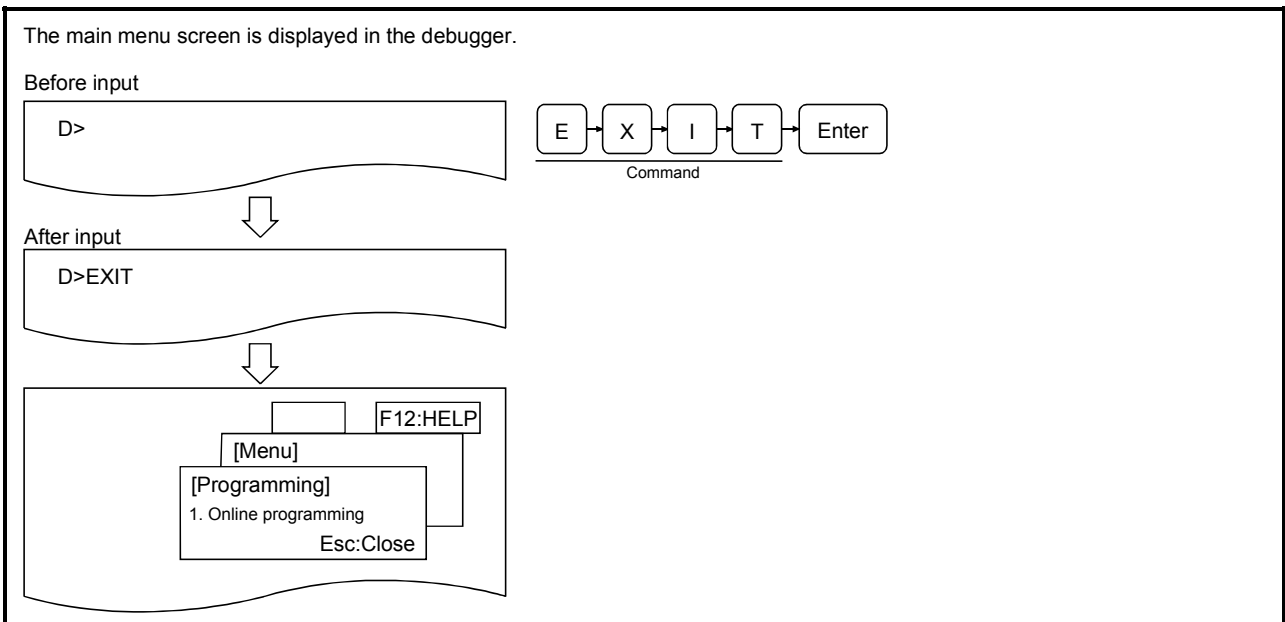 The main menu screen is displayed in the debugger.
Before input
D>
E X I T Enter
Command
After input
D>EXIT
F12:HELP
[Menu]
[Programming]
1. Online programming
Esc:Close